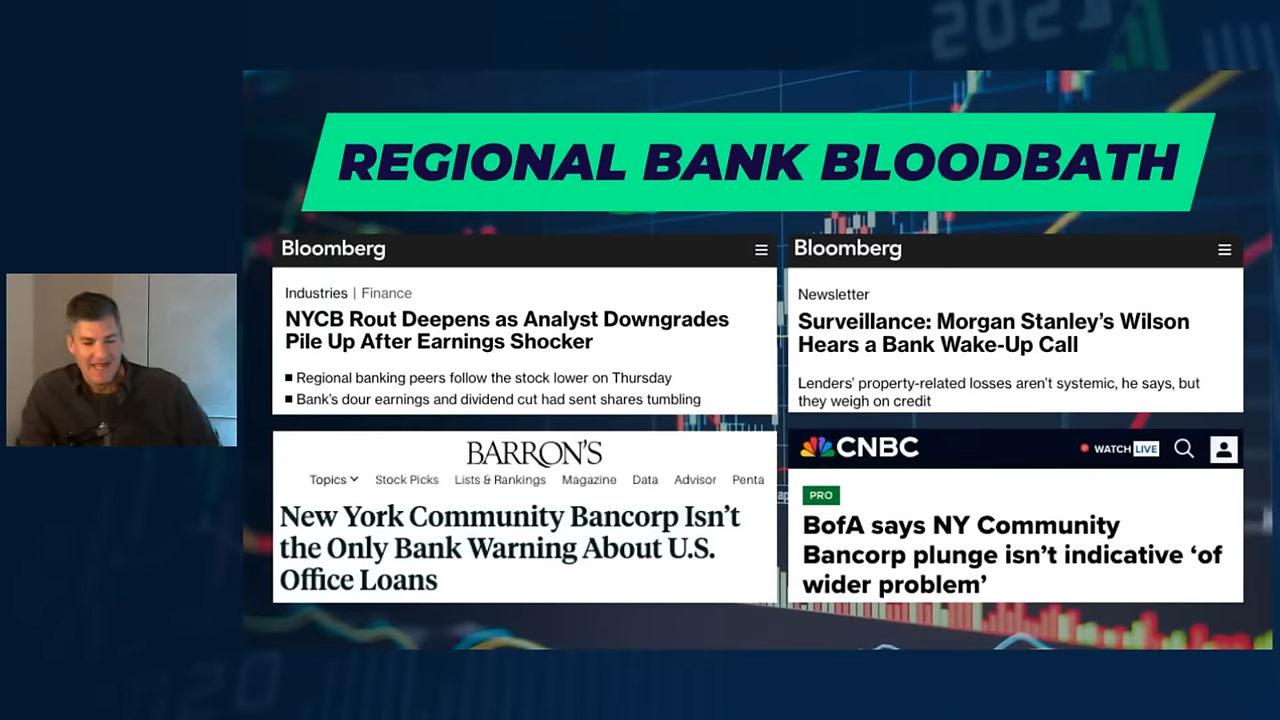 2021
REGIONAL BANK BLOODBATH
Bloomberg
Industries | Finance
NYCB Rout Deepens as Analyst Downgrades
Pile Up After Earnings Shocker
■ Regional banking peers follow the stock lower on Thursday
■ Bank's dour earnings and dividend cut had sent shares tumbling
Bloomberg
Newsletter
Surveillance: Morgan Stanley's Wilson
Hears a Bank Wake-Up Call
Lenders' property-related losses aren't systemic, he says, but
they weigh on credit
BARRON'S
Topics Stock Picks Lists & Rankings Magazine Data Advisor Penta
New York Community Bancorp Isn't
the Only Bank Warning About U.S.
Office Loans
CNBC
WATCH LIVE
PRO
BofA says NY Community
Bancorp plunge isn't indicative 'of
wider problem'